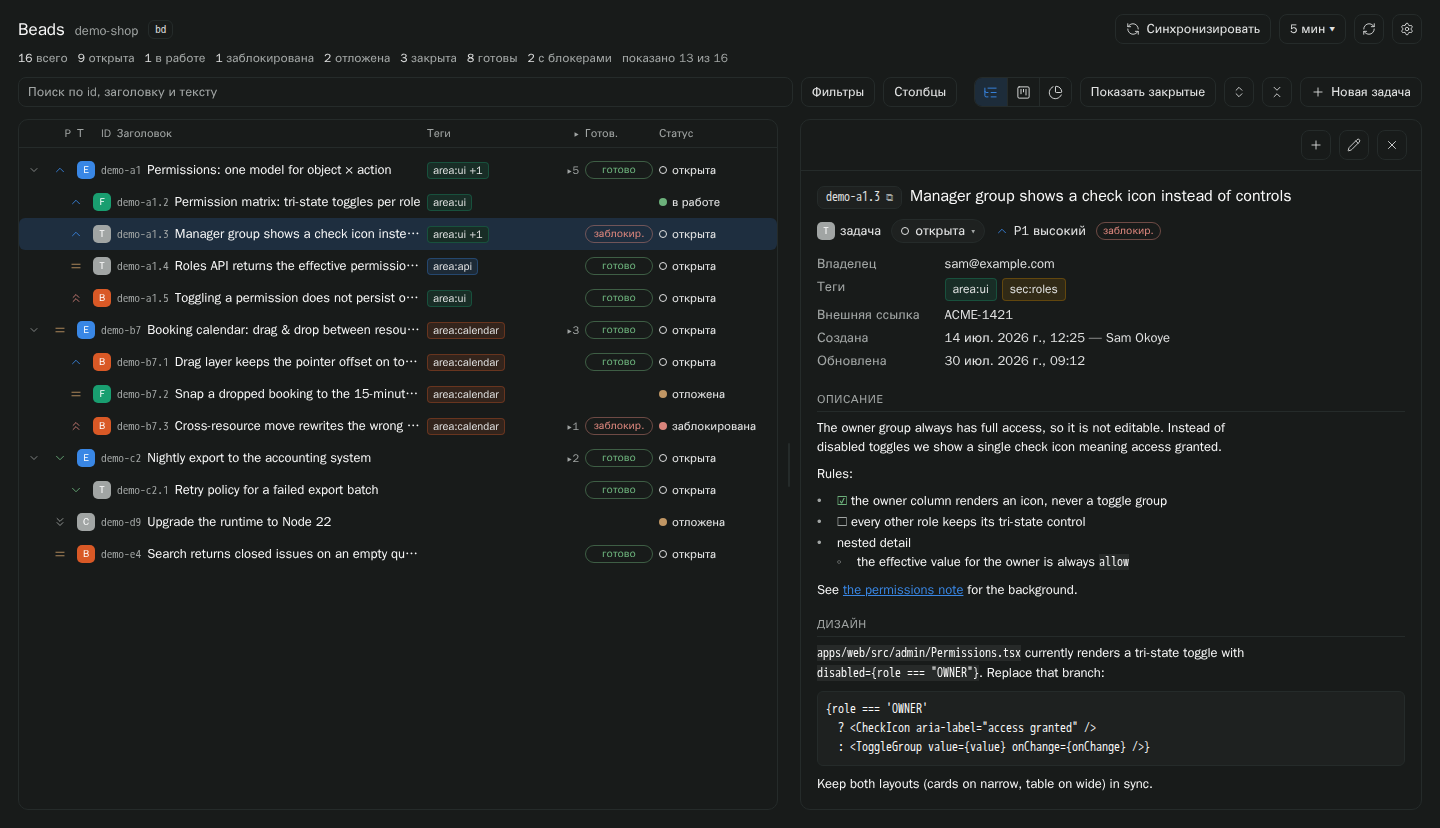 Beads demo-shop bd
Синхронизировать 5 мин ▾
16 всего 9 открыта 1 в работе 1 заблокирована 2 отложена 3 закрыта 8 готовы 2 с блокерами показано 13 из 16
Поиск по id, заголовку и тексту Фильтры Столбцы Показать закрытые + Новая задача
P T ID Заголовок Теги ▸ Готов. Статус
E demo-a1 Permissions: one model for object × action area:ui +1 ▸5 готово открыта
F demo-a1.2 Permission matrix: tri-state toggles per role area:ui в работе
T demo-a1.3 Manager group shows a check icon inste··· area:ui +1 заблокир. открыта
T demo-a1.4 Roles API returns the effective permissio··· area:api готово открыта
B demo-a1.5 Toggling a permission does not persist o··· area:ui готово открыта
E demo-b7 Booking calendar: drag & drop between resou··· area:calendar ▸3 готово открыта
B demo-b7.1 Drag layer keeps the pointer offset on to··· area:calendar готово открыта
F demo-b7.2 Snap a dropped booking to the 15-minut··· area:calendar отложена
B demo-b7.3 Cross-resource move rewrites the wrong ··· area:calendar ▸1 заблокир. заблокирована
E demo-c2 Nightly export to the accounting system ▸2 готово открыта
T demo-c2.1 Retry policy for a failed export batch готово открыта
C demo-d9 Upgrade the runtime to Node 22 отложена
B demo-e4 Search returns closed issues on an empty qu··· готово открыта
demo-a1.3 Manager group shows a check icon instead of controls
T задача открыта ▾ P1 высокий заблокир.
Владелец sam@example.com
Теги area:ui sec:roles
Внешняя ссылка ACME-1421
Создана 14 июл. 2026 г., 12:25 — Sam Okoye
Обновлена 30 июл. 2026 г., 09:12
ОПИСАНИЕ
The owner group always has full access, so it is not editable. Instead of
disabled toggles we show a single check icon meaning access granted.
Rules:
• ☑ the owner column renders an icon, never a toggle group
• ☐ every other role keeps its tri-state control
• nested detail
◦ the effective value for the owner is always allow
See the permissions note for the background.
ДИЗАЙН
apps/web/src/admin/Permissions.tsx currently renders a tri-state toggle with
disabled={role === "OWNER"}. Replace that branch:
{role === 'OWNER'
? <CheckIcon aria-label="access granted" />
: <ToggleGroup value={value} onChange={onChange} />}
Keep both layouts (cards on narrow, table on wide) in sync.